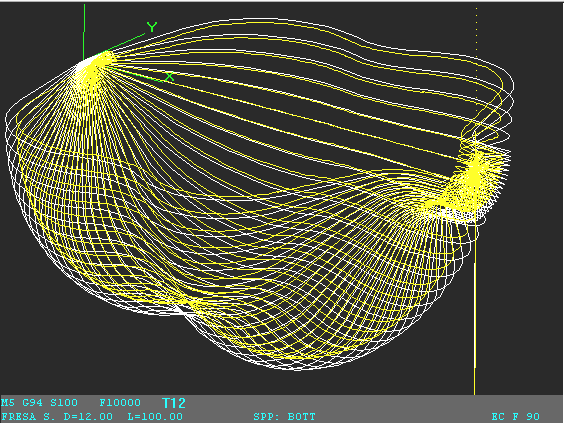 Y
X
M5 G94 S100 F10000 T12
FRESA S. D=12.00 L=100.00 SPP: BOTT EC F 90